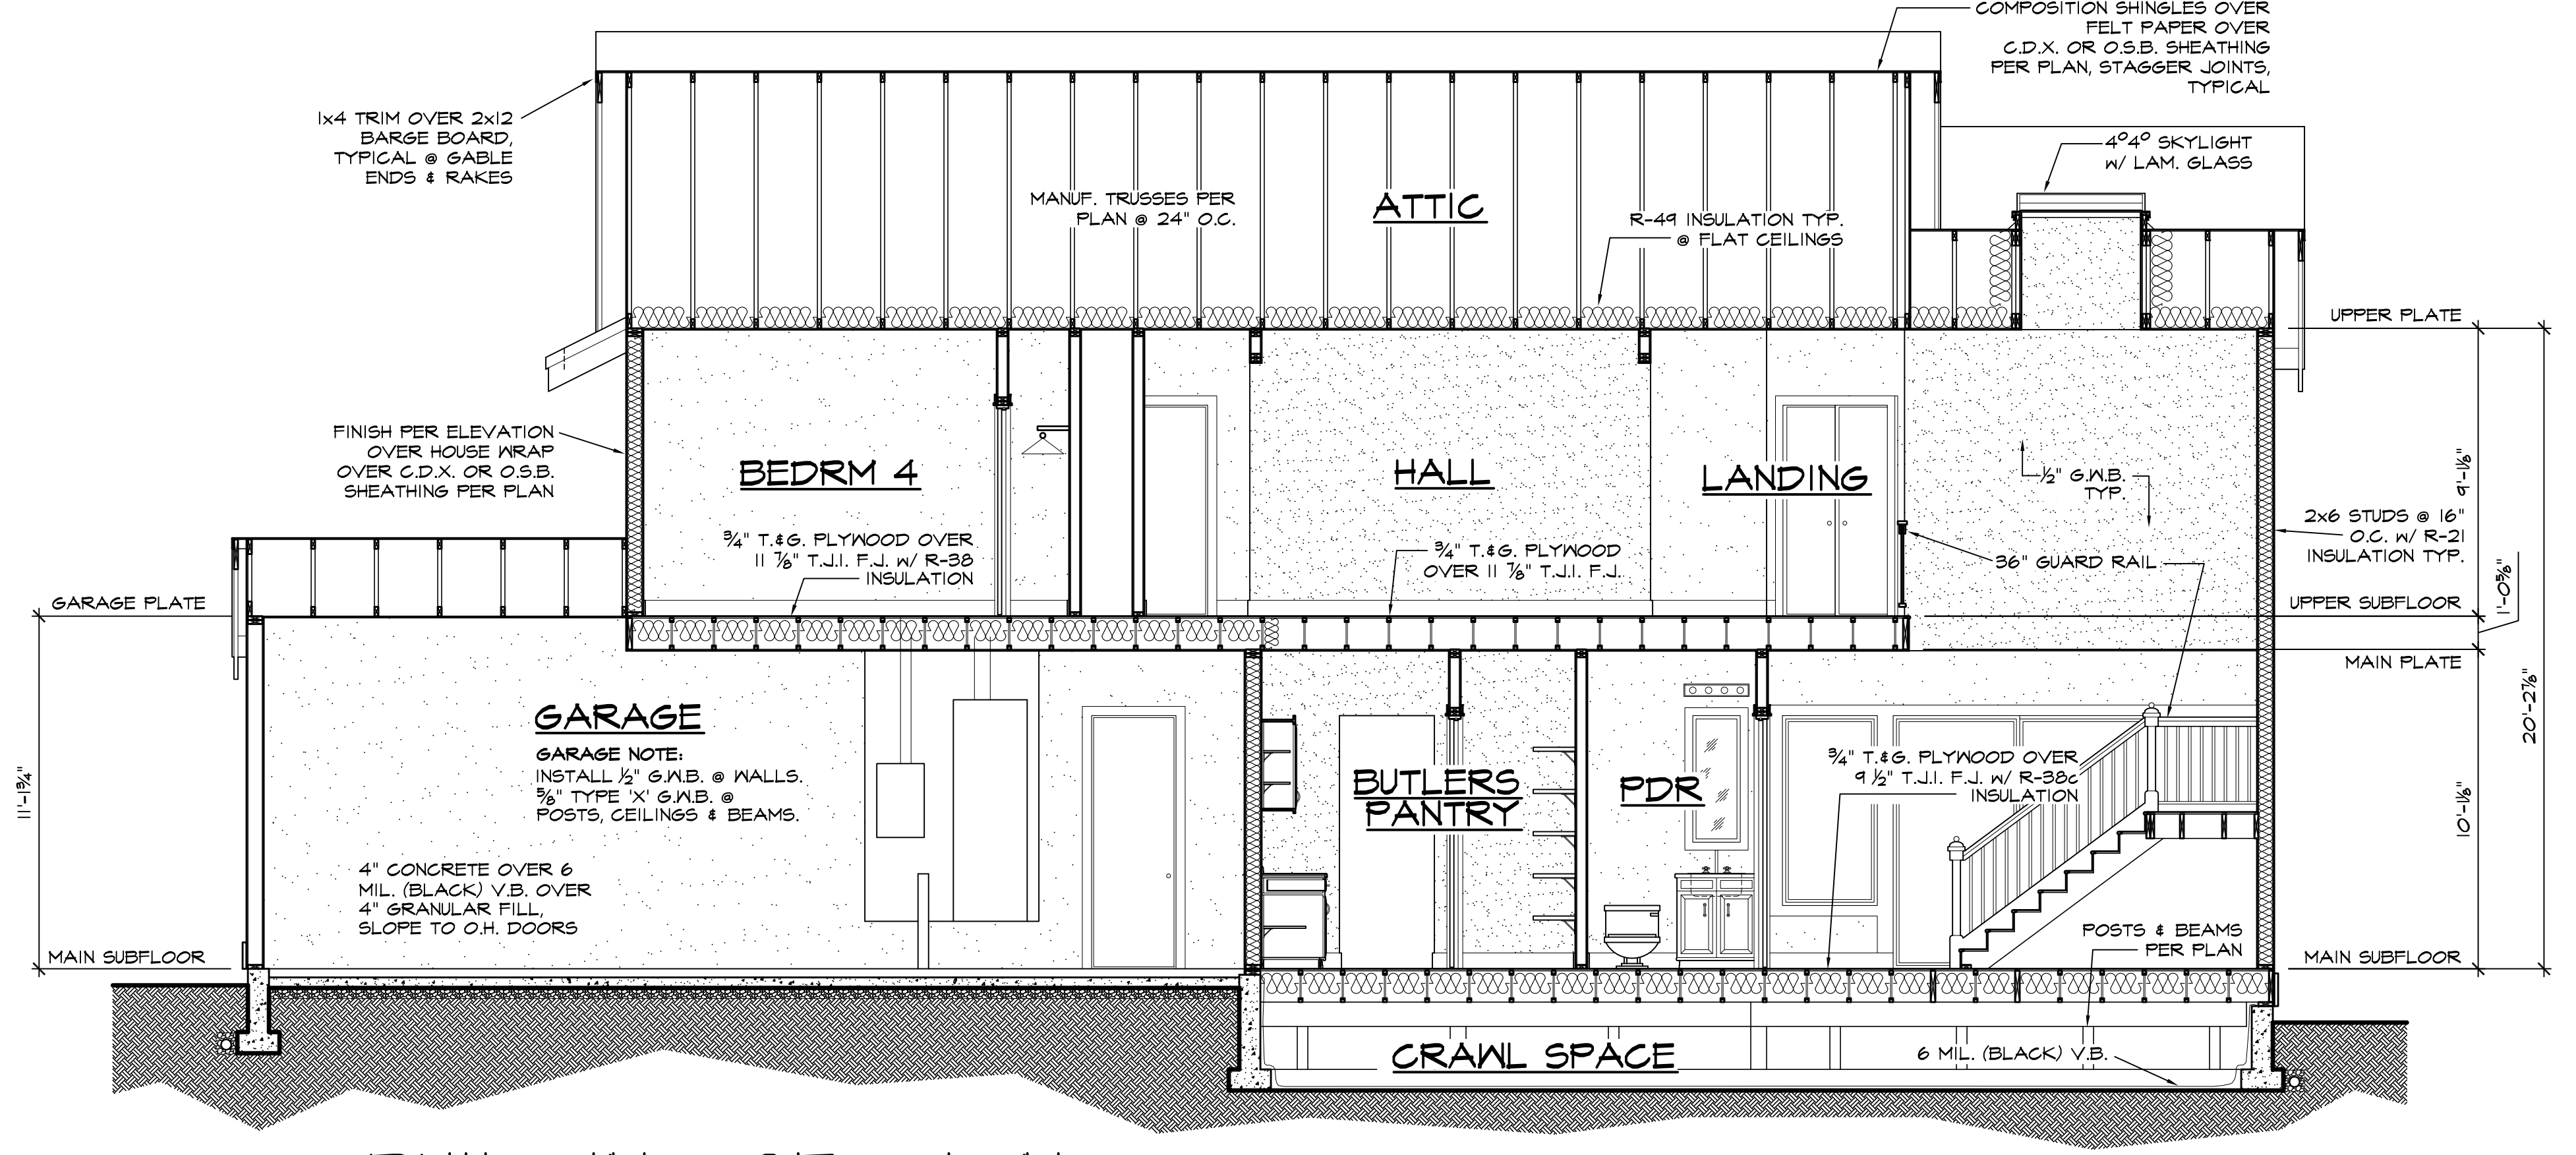 COMPOSITION SHINGLES OVER
FELT PAPER OVER
C.D.X. OR O.S.B. SHEATHING
PER PLAN, STAGGER JOINTS,
TYPICAL
1x4 TRIM OVER 2x12
BARGE BOARD,
TYPICAL @ GABLE
ENDS & RAKES
4⁰4⁰ SKYLIGHT
W/ LAM. GLASS
MANUF. TRUSSES PER
PLAN @ 24" O.C.
ATTIC
R-49 INSULATION TYP.
@ FLAT CEILINGS
UPPER PLATE
FINISH PER ELEVATION
OVER HOUSE WRAP
OVER C.D.X. OR O.S.B.
SHEATHING PER PLAN
BEDRM 4
HALL
LANDING
½" G.W.B.
TYP.
9'-1⅛"
¾" T.&G. PLYWOOD OVER
11 ⅞" T.J.I. F.J. W/ R-38
INSULATION
¾" T.&G. PLYWOOD
OVER 11 ⅞" T.J.I. F.J.
36" GUARD RAIL
2x6 STUDS @ 16"
O.C. W/ R-21
INSULATION TYP.
1'-0⅝"
GARAGE PLATE
UPPER SUBFLOOR
MAIN PLATE
20'-2⅞"
GARAGE
GARAGE NOTE:
INSTALL ½" G.W.B. @ WALLS.
⅝" TYPE 'X' G.W.B. @
POSTS, CEILINGS & BEAMS.
11'-1¾"
BUTLERS
PANTRY
PDR
¾" T.&G. PLYWOOD OVER
9 ½" T.J.I. F.J. W/ R-38c
INSULATION
10'-1⅛"
4" CONCRETE OVER 6
MIL. (BLACK) V.B. OVER
4" GRANULAR FILL,
SLOPE TO O.H. DOORS
POSTS & BEAMS
PER PLAN
MAIN SUBFLOOR
MAIN SUBFLOOR
CRAWL SPACE
6 MIL. (BLACK) V.B.